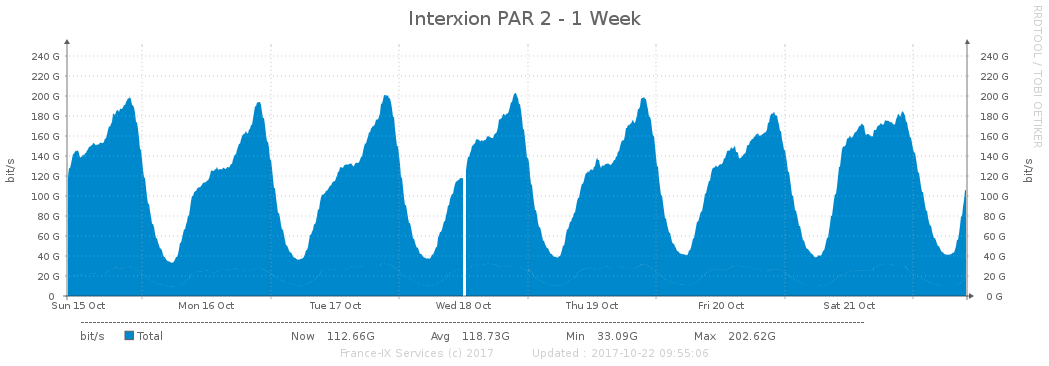 Interxion PAR 2 - 1 Week
RRDTOOL / TOBI OETIKER
bit/s
240 G
220 G
200 G
180 G
160 G
140 G
120 G
100 G
80 G
60 G
40 G
20 G
0
240 G
220 G
200 G
180 G
160 G
140 G
120 G
100 G
80 G
60 G
40 G
20 G
0 G
bit/s
Sun 15 Oct Mon 16 Oct Tue 17 Oct Wed 18 Oct Thu 19 Oct Fri 20 Oct Sat 21 Oct
bit/s Total Now 112.66G Avg 118.73G Min 33.09G Max 202.62G
France-IX Services (c) 2017 Updated : 2017-10-22 09:55:06